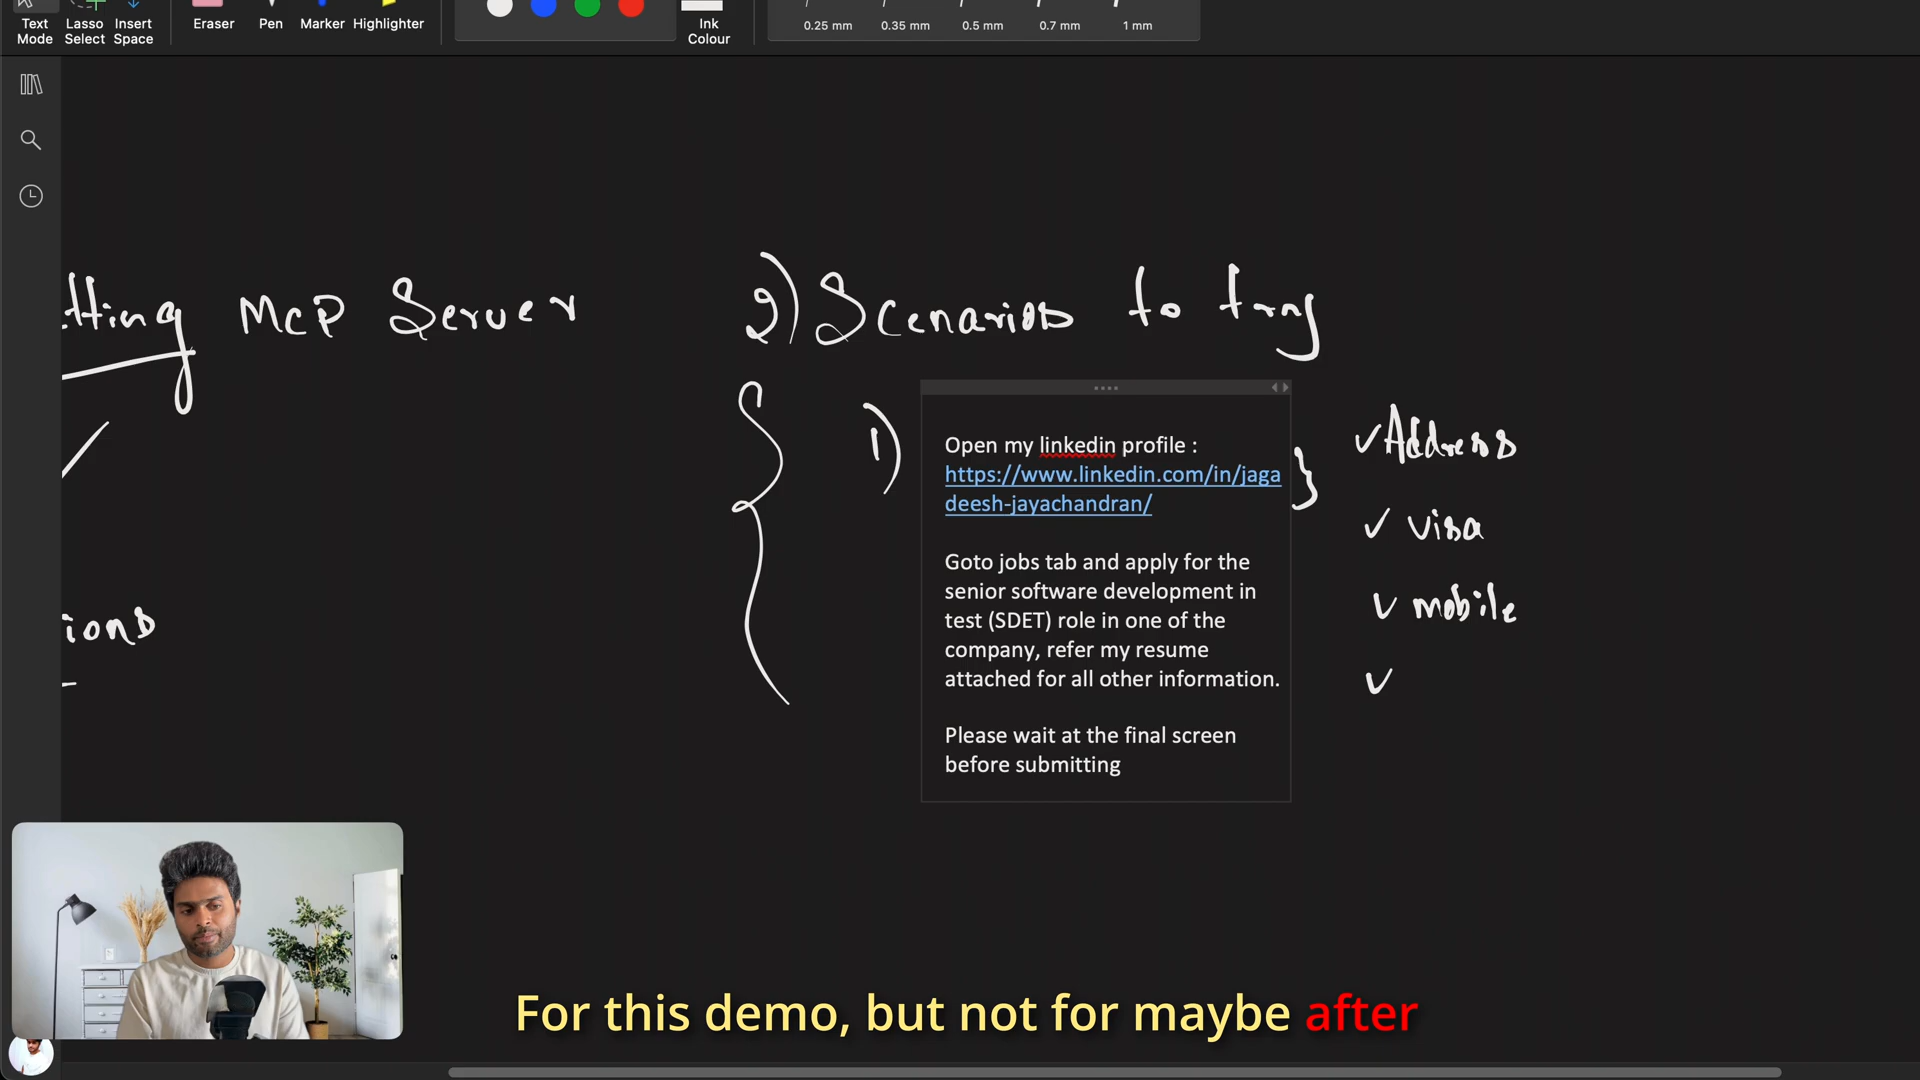 Text Mode
Lasso Select
Insert Space
Eraser
Pen
Marker
Highlighter
Ink Colour
0.25 mm
0.35 mm
0.5 mm
0.7 mm
1 mm
MCP Server
2) Scenarios to
1)
Open my linkedin profile :
https://www.linkedin.com/in/jaga
deesh-jayachandran/
Goto jobs tab and apply for the
senior software development in
test (SDET) role in one of the
company, refer my resume
attached for all other information.
Please wait at the final screen
before submitting
Address
visa
mobile
ions
For this demo, but not for maybe after